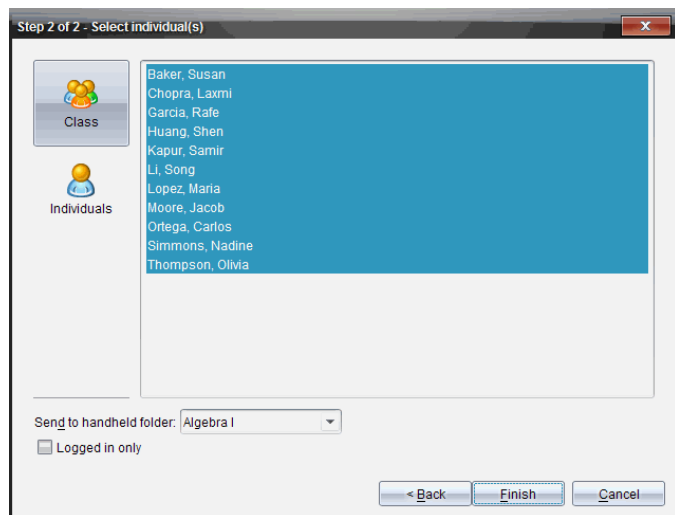 Step 2 of 2 - Select individual(s)
X
Class
Individuals
Baker, Susan
Chopra, Laxmi
Garcia, Rafe
Huang, Shen
Kapur, Samir
Li, Song
Lopez, Maria
Moore, Jacob
Ortega, Carlos
Simmons, Nadine
Thompson, Olivia
Send to handheld folder: Algebra I
Logged in only
< Back Finish Cancel